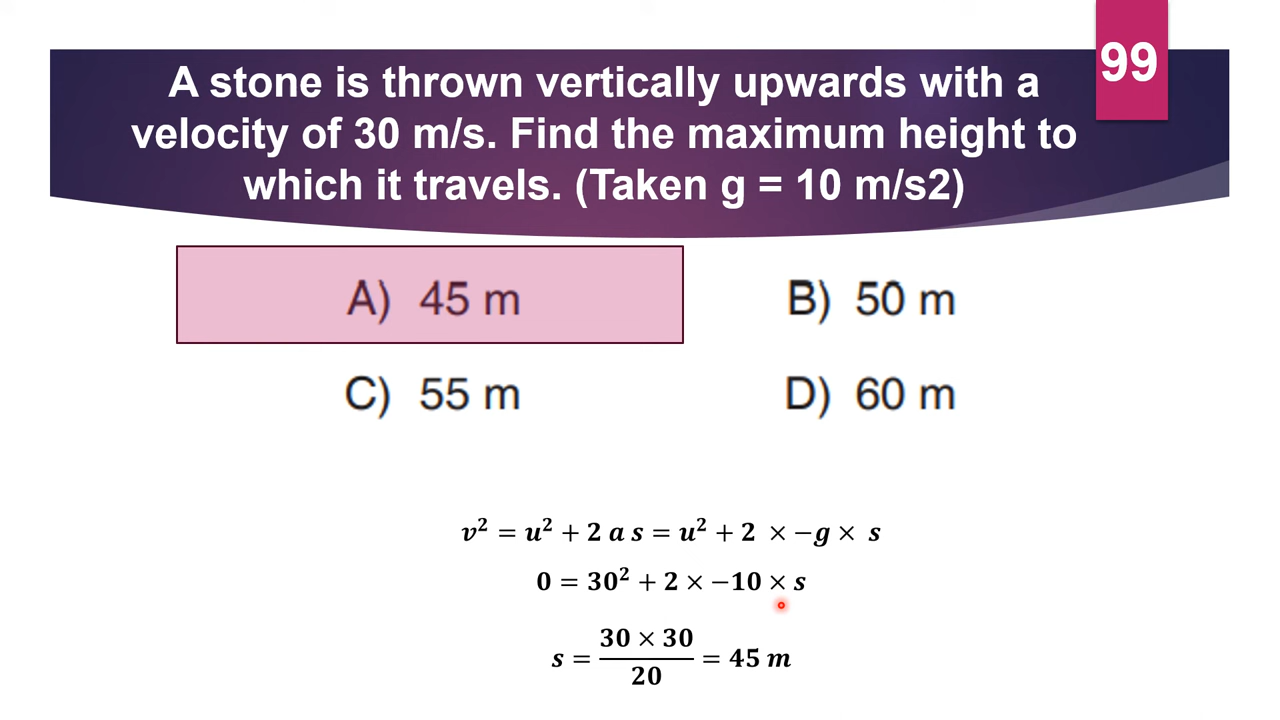 99
A stone is thrown vertically upwards with a
velocity of 30 m/s. Find the maximum height to
which it travels. (Taken g = 10 m/s2)
A) 45 m
B) 50 m
C) 55 m
D) 60 m
v² = u² + 2 a s = u² + 2 × −g × s
0 = 30² + 2 × −10 × s
s = (30 × 30)/20 = 45 m